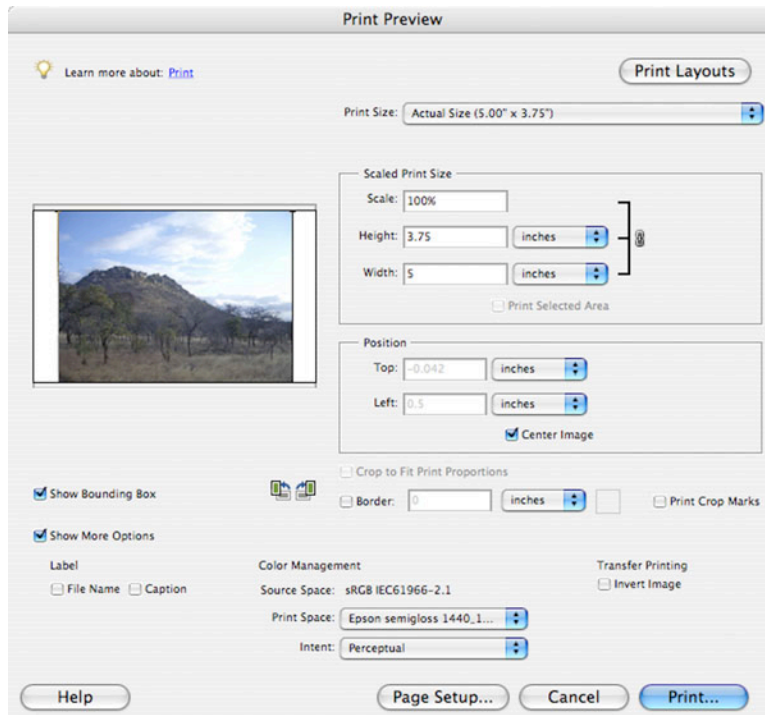 Print Preview
Learn more about: Print
Print Layouts
Print Size: Actual Size (5.00" x 3.75")
Scaled Print Size
Scale: 100%
Height: 3.75 inches
Width: 5 inches
Print Selected Area
Position
Top: -0.042 inches
Left: 0.5 inches
Center Image
Crop to Fit Print Proportions
Show Bounding Box
Border: 0 inches
Print Crop Marks
Show More Options
Label
Color Management
Transfer Printing
File Name Caption
Source Space: sRGB IEC61966-2.1
Invert Image
Print Space: Epson semigloss 1440_1...
Intent: Perceptual
Help
Page Setup...
Cancel
Print...